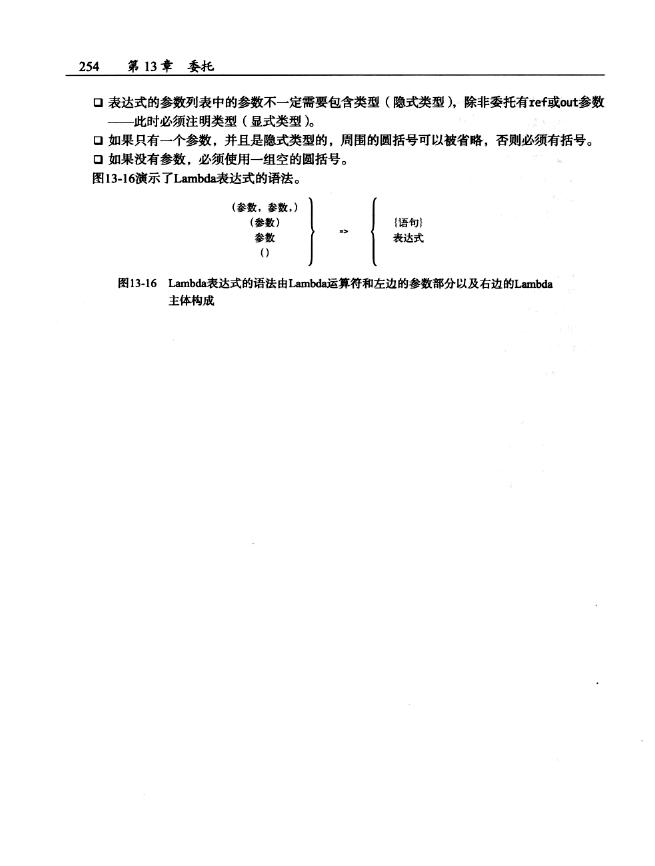 254 第13章 委托
❑ 表达式的参数列表中的参数不一定需要包含类型（隐式类型），除非委托有ref或out参数
——此时必须注明类型（显式类型）。
❑ 如果只有一个参数，并且是隐式类型的，周围的圆括号可以被省略，否则必须有括号。
❑ 如果没有参数，必须使用一组空的圆括号。
图13-16演示了Lambda表达式的语法。
（参数，参数，）
（参数）
参数
（）
=>
{语句}
表达式
图13-16 Lambda表达式的语法由Lambda运算符和左边的参数部分以及右边的Lambda
主体构成